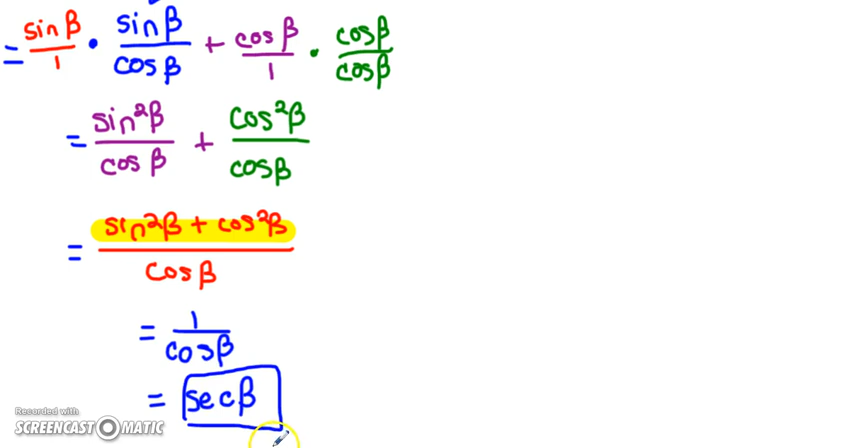 = sinβ/1 • sinβ/cosβ + cosβ/1 • cosβ/cosβ
= sin²β/cosβ + cos²β/cosβ
= sin²β + cos²β/cosβ
= 1/cosβ
= secβ
Recorded with
SCREENCAST-O-MATIC